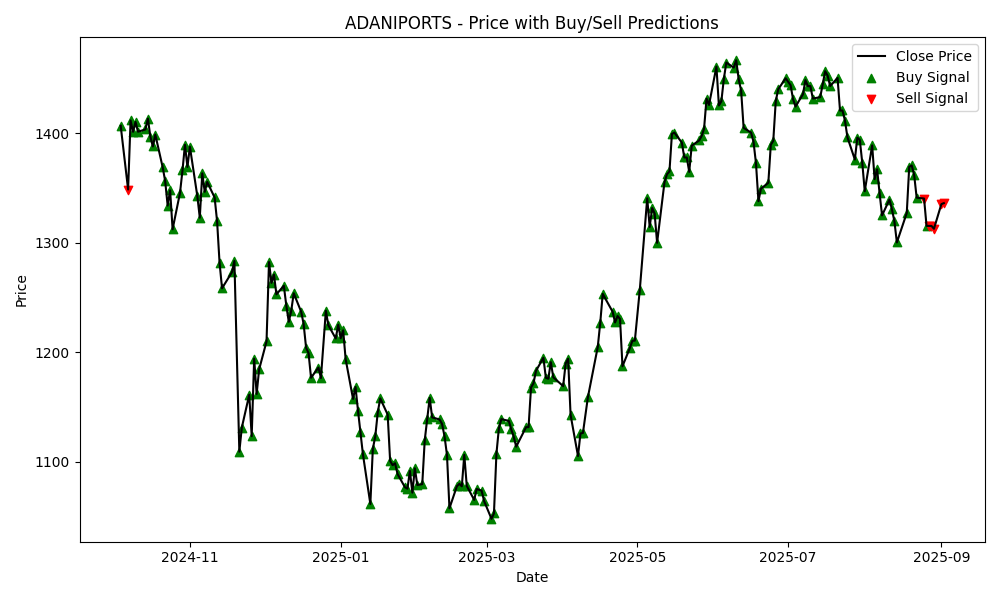 ADANIPORTS - Price with Buy/Sell Predictions
Close Price
Buy Signal
Sell Signal
Price
1400
1300
1200
1100
2024-11
2025-01
2025-03
2025-05
2025-07
2025-09
Date